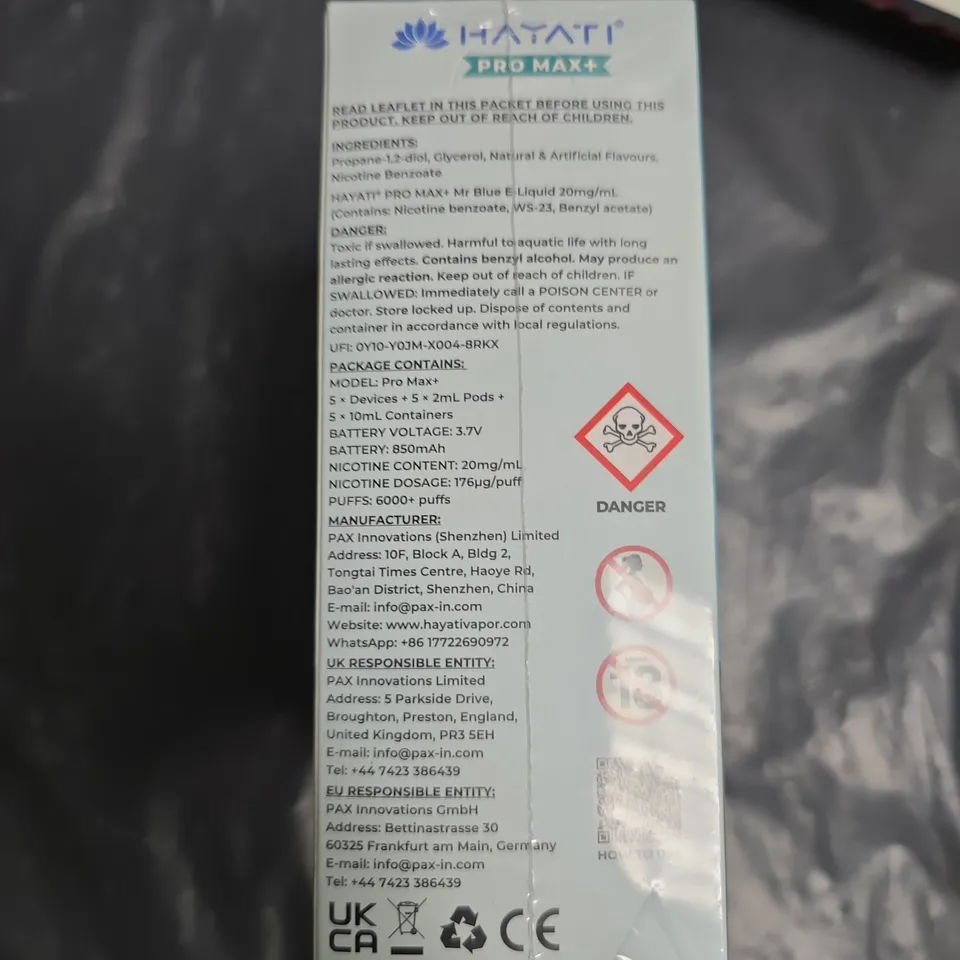 HAYATI®
PRO MAX+
READ LEAFLET IN THIS PACKET BEFORE USING THIS
PRODUCT. KEEP OUT OF REACH OF CHILDREN.
INGREDIENTS:
Propane-1,2-diol, Glycerol, Natural & Artificial Flavours,
Nicotine Benzoate
HAYATI® PRO MAX+ Mr Blue E-Liquid 20mg/mL
(Contains: Nicotine benzoate, WS-23, Benzyl acetate)
DANGER:
Toxic if swallowed. Harmful to aquatic life with long
lasting effects. Contains benzyl alcohol. May produce an
allergic reaction. Keep out of reach of children. IF
SWALLOWED: Immediately call a POISON CENTER or
doctor. Store locked up. Dispose of contents and
container in accordance with local regulations.
UFI: 0Y10-Y0JM-X004-8RKX
PACKAGE CONTAINS:
MODEL: Pro Max+
5 × Devices + 5 × 2mL Pods +
5 × 10mL Containers
BATTERY VOLTAGE: 3.7V
BATTERY: 850mAh
NICOTINE CONTENT: 20mg/mL
NICOTINE DOSAGE: 176μg/puff
PUFFS: 6000+ puffs
DANGER
MANUFACTURER:
PAX Innovations (Shenzhen) Limited
Address: 10F, Block A, Bldg 2,
Tongtai Times Centre, Haoye Rd,
Bao'an District, Shenzhen, China
E-mail: info@pax-in.com
Website: www.hayativapor.com
WhatsApp: +86 17722690972
UK RESPONSIBLE ENTITY:
PAX Innovations Limited
Address: 5 Parkside Drive,
Broughton, Preston, England,
United Kingdom, PR3 5EH
E-mail: info@pax-in.com
Tel: +44 7423 386439
18
EU RESPONSIBLE ENTITY:
PAX Innovations GmbH
Address: Bettinastrasse 30
60325 Frankfurt am Main, Germany
E-mail: info@pax-in.com
Tel: +44 7423 386439
HOW TO
UK
CA
CE